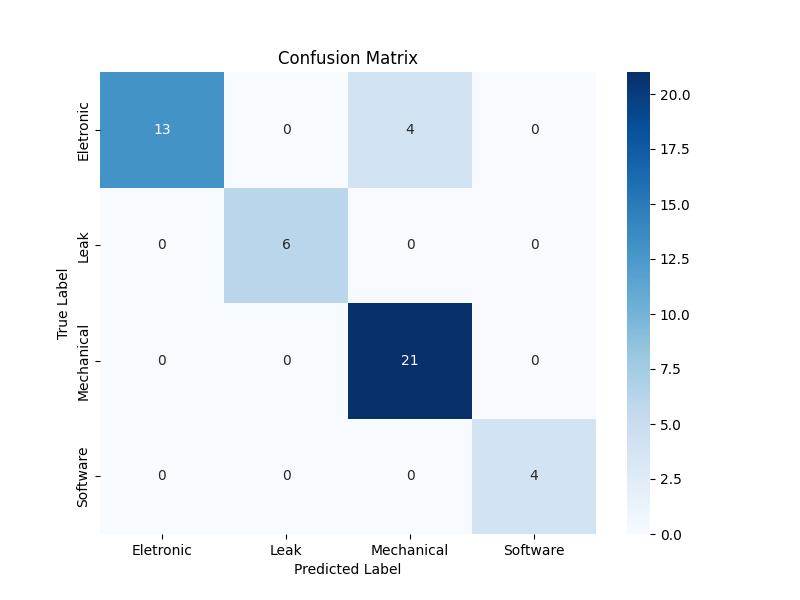 Confusion Matrix
True Label
Eletronic
13 0 4 0
Leak
0 6 0 0
Mechanical
0 0 21 0
Software
0 0 0 4
Eletronic Leak Mechanical Software
Predicted Label
20.0
17.5
15.0
12.5
10.0
7.5
5.0
2.5
0.0